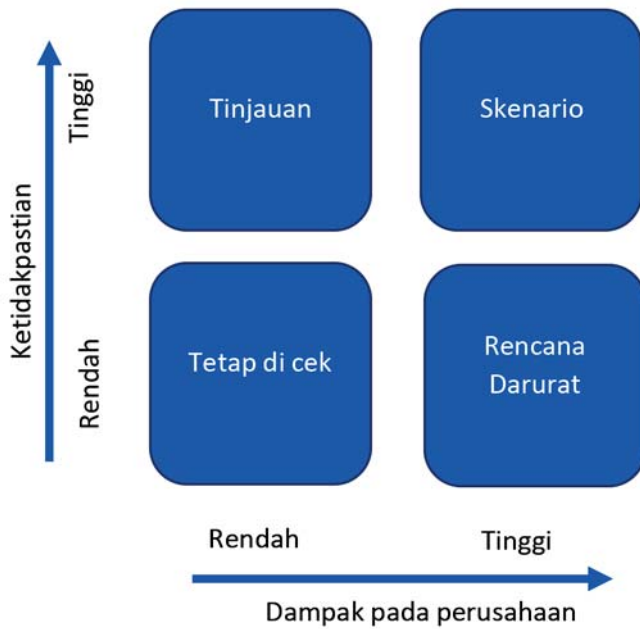 Ketidakpastian
Tinggi
Rendah
Tinjauan
Skenario
Tetap di cek
Rencana
Darurat
Rendah
Tinggi
Dampak pada perusahaan